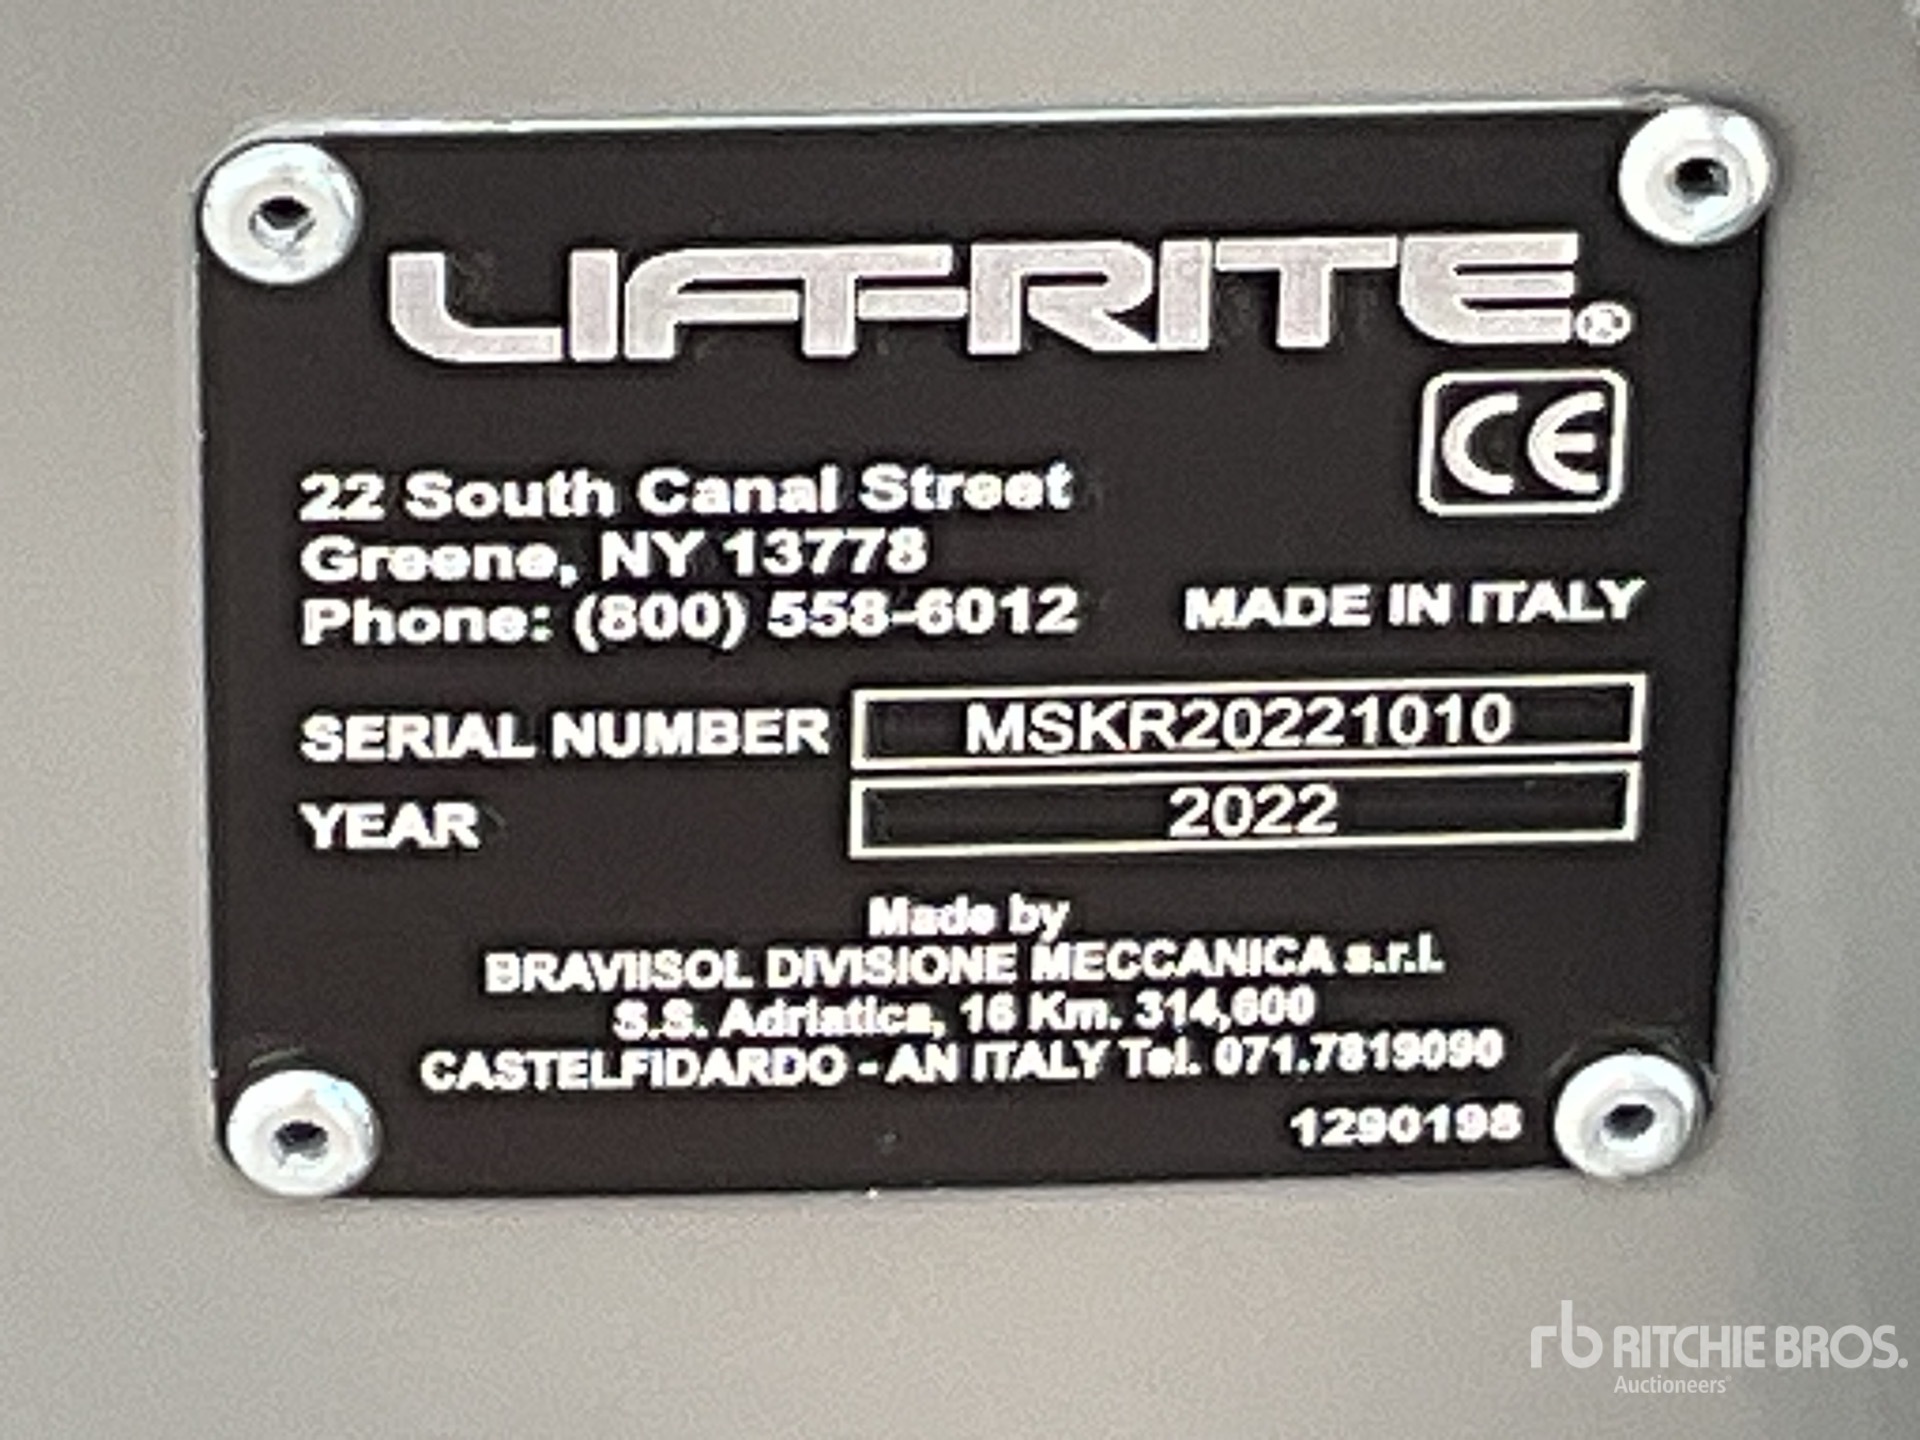 LIFT-RITE®
CE
22 South Canal Street
Greene, NY 13778
Phone: (800) 558-6012
MADE IN ITALY
SERIAL NUMBER MSKR20221010
YEAR 2022
Made by
BRAVIISOL DIVISIONE MECCANICA s.r.l.
S.S. Adriatica, 16 Km. 314,600
CASTELFIDARDO - AN ITALY Tel. 071.7819090
1290198
rb RITCHIE BROS.
Auctioneers